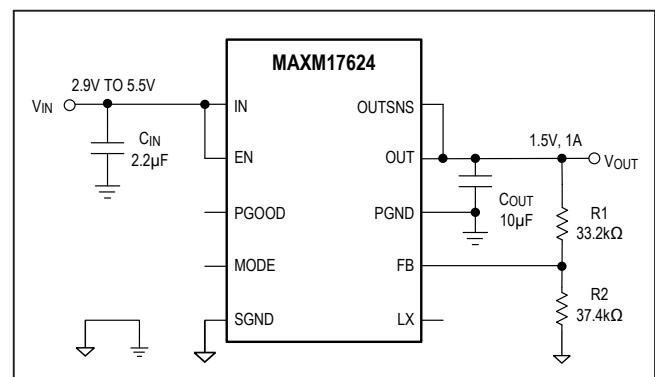 MAXM17624
2.9V TO 5.5V
VIN
IN
OUTSNS
CIN
2.2µF
EN
OUT
1.5V, 1A
VOUT
COUT
10µF
PGOOD
PGND
R1
33.2kΩ
MODE
FB
R2
37.4kΩ
SGND
LX